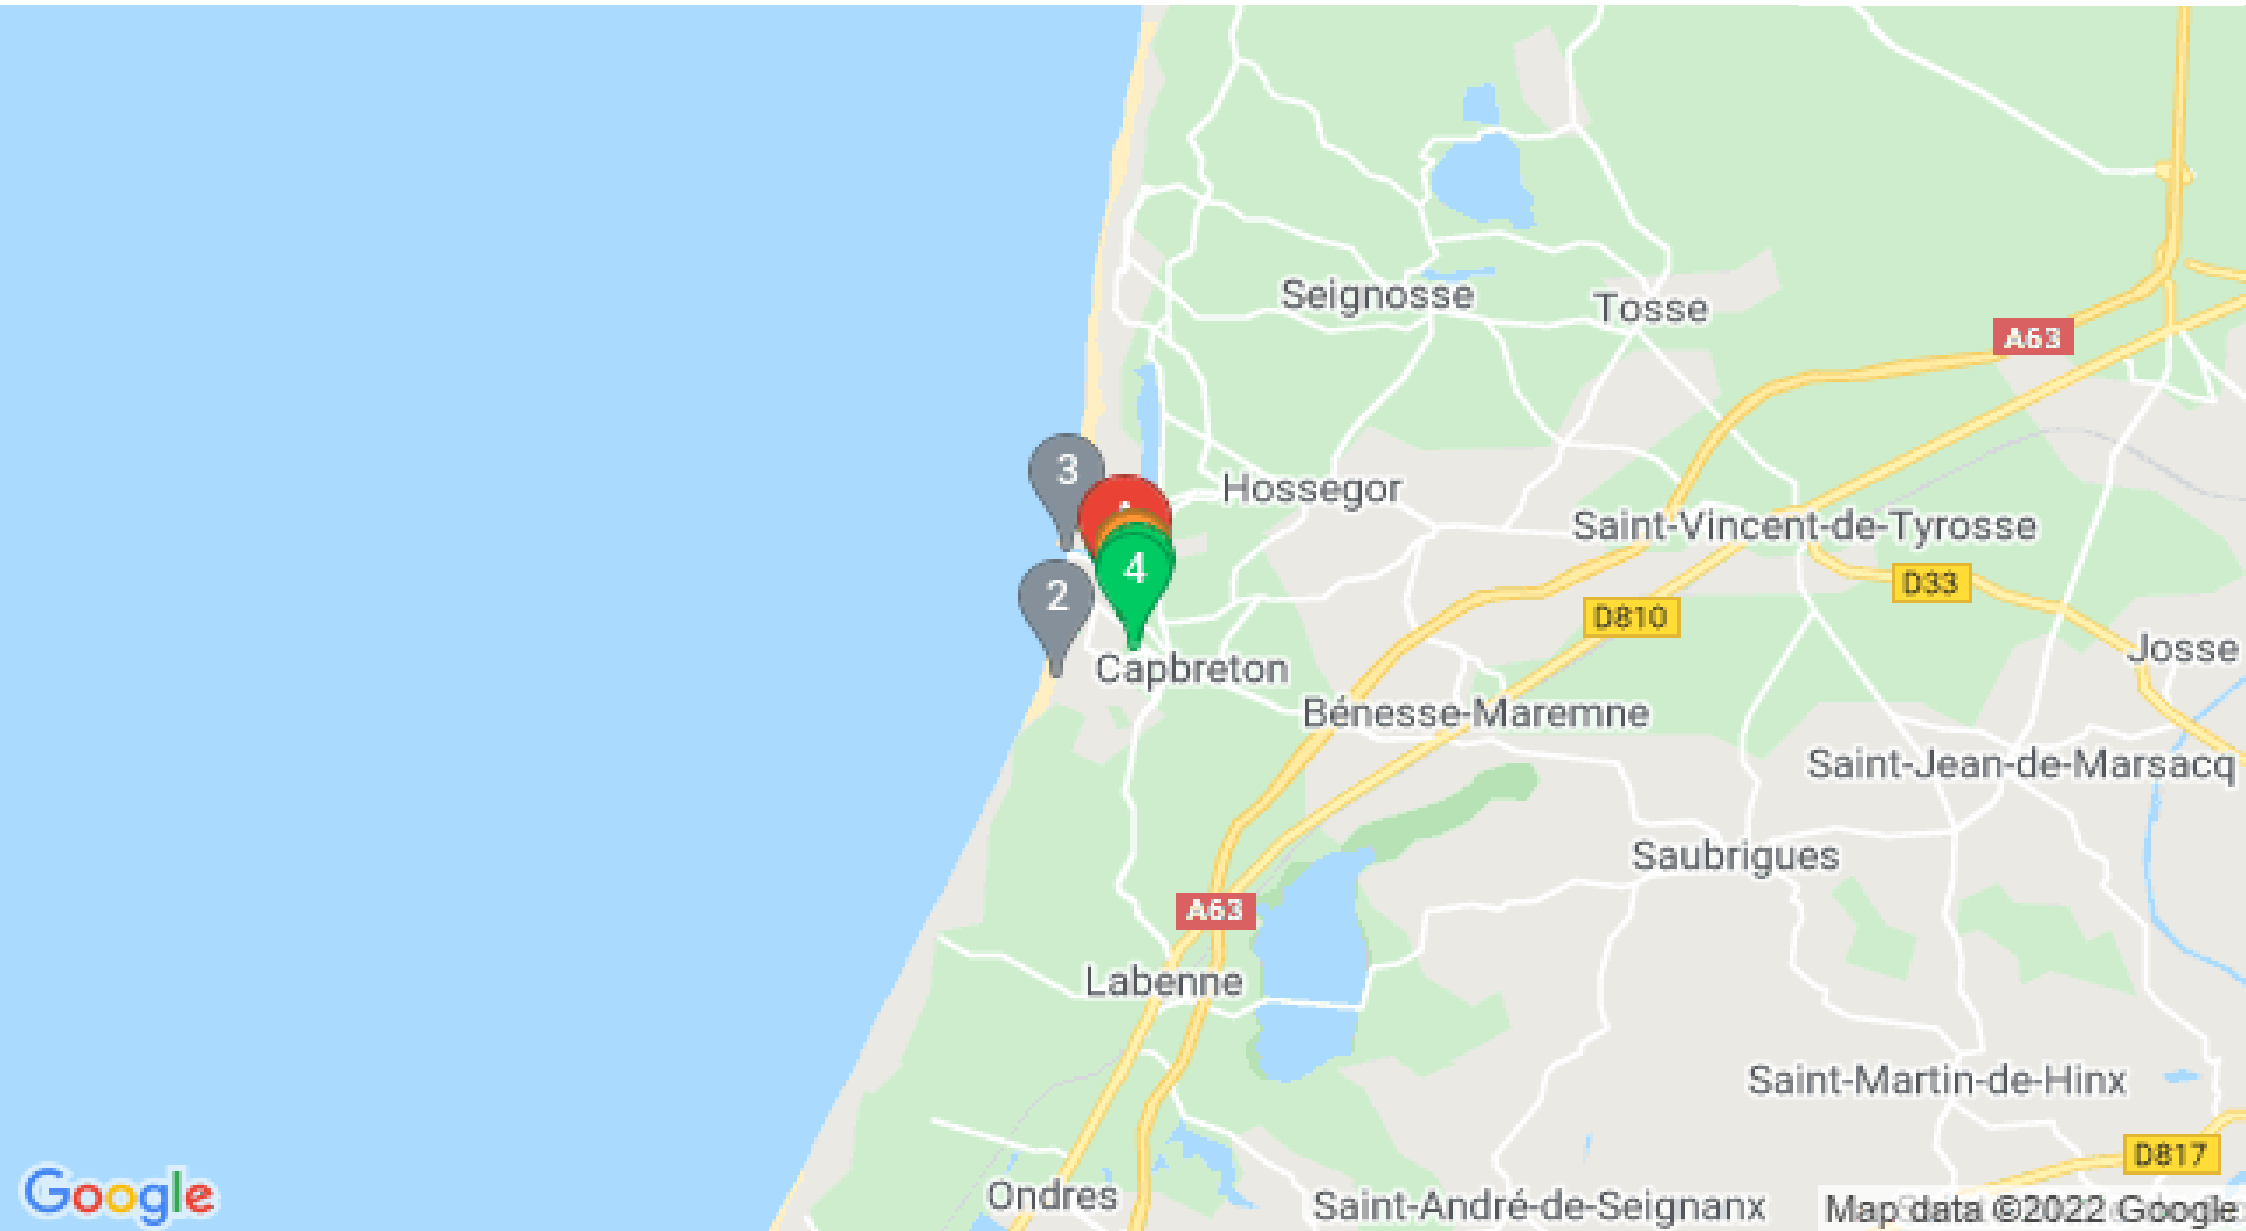 Seignosse
Tosse
A63
3
Hossegor
Saint-Vincent-de-Tyrosse
4
D33
2
D810
Josse
Capbreton
Bénesse-Maremne
Saint-Jean-de-Marsacq
Saubrigues
A63
Labenne
Saint-Martin-de-Hinx
D817
Google
Ondres
Saint-André-de-Seignanx
Map data ©2022 Google